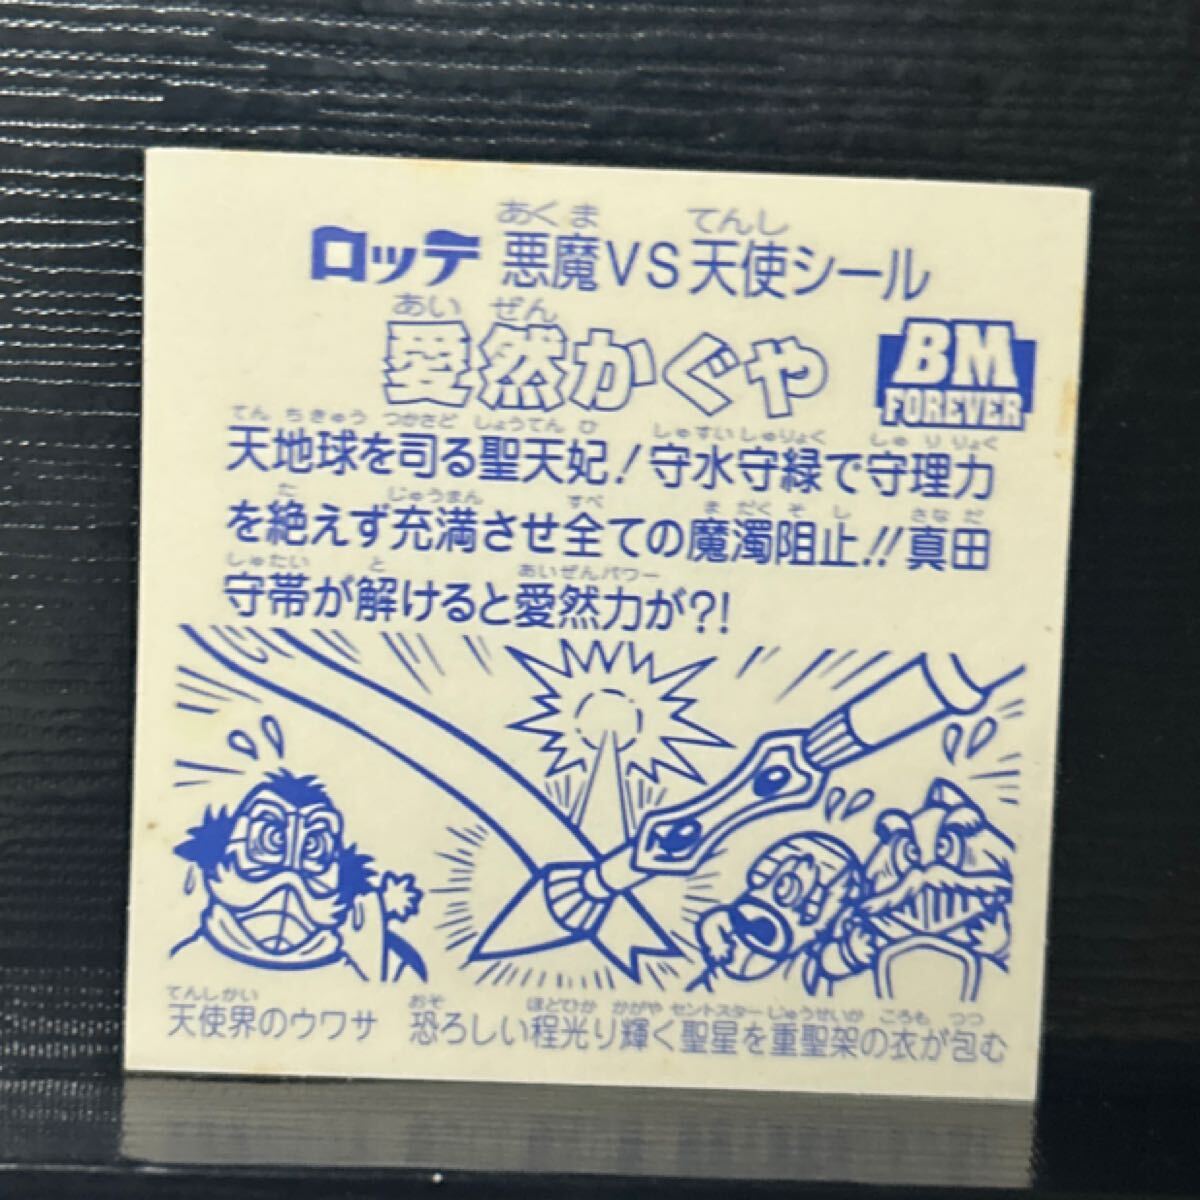 あくま てんし
ロッテ 悪魔VS天使シール
あいぜん
愛然かぐや
BM
FOREVER
てんちきゅう つかさど しょうてんひ しゅすいしゅりょく しゅりりょく
天地球を司る聖天妃!守水守緑で守理力
た じゅうまん すべ まだくそし さなだ
を絶えず充満させ全ての魔濁阻止!!真田
しゅたい と あいぜんパワー
守帯が解けると愛然力が?!
てんしかい おそ ほどひか かがや セントスター じゅうせいか ころも つつ
天使界のウワサ 恐ろしい程光り輝く聖星を重聖架の衣が包む